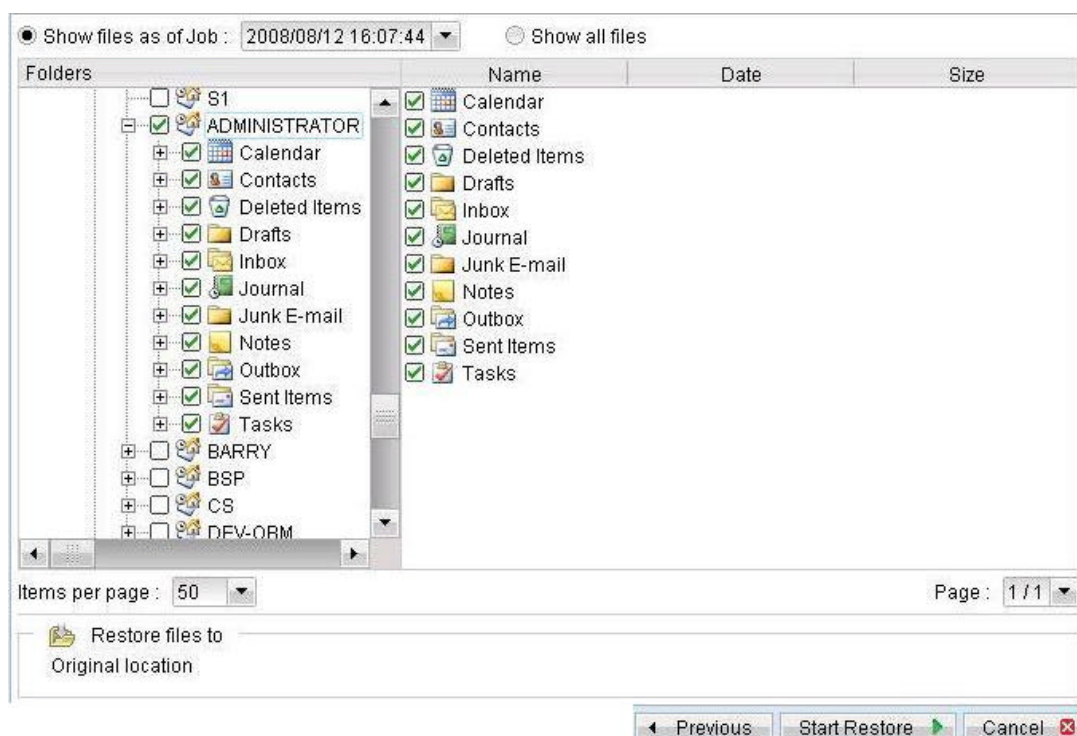 Show files as of Job : 2008/08/12 16:07:44 Show all files
Folders Name Date Size
S1
ADMINISTRATOR
Calendar
Contacts
Deleted Items
Drafts
Inbox
Journal
Junk E-mail
Notes
Outbox
Sent Items
Tasks
BARRY
BSP
CS
DEV-OBM
Calendar
Contacts
Deleted Items
Drafts
Inbox
Journal
Junk E-mail
Notes
Outbox
Sent Items
Tasks
Items per page : 50 Page : 1 / 1
Restore files to
Original location
Previous Start Restore Cancel